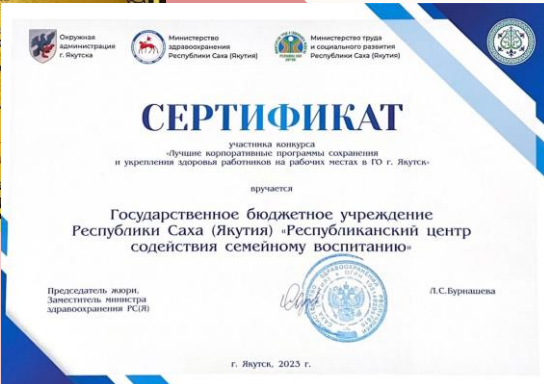 Окружная
администрация
г. Якутска
Министерство
здравоохранения
Республики Саха (Якутия)
Министерство труда
и социального развития
Республики Саха (Якутия)
СЕРТИФИКАТ
участника конкурса
«Лучшие корпоративные программы сохранения
и укрепления здоровья работников на рабочих местах в ГО г. Якутск»
вручается
Государственное бюджетное учреждение
Республики Саха (Якутия) «Республиканский центр
содействия семейному воспитанию»
Председатель жюри,
Заместитель министра
здравоохранения РС(Я)
Л.С.Бурнашева
г. Якутск, 2023 г.